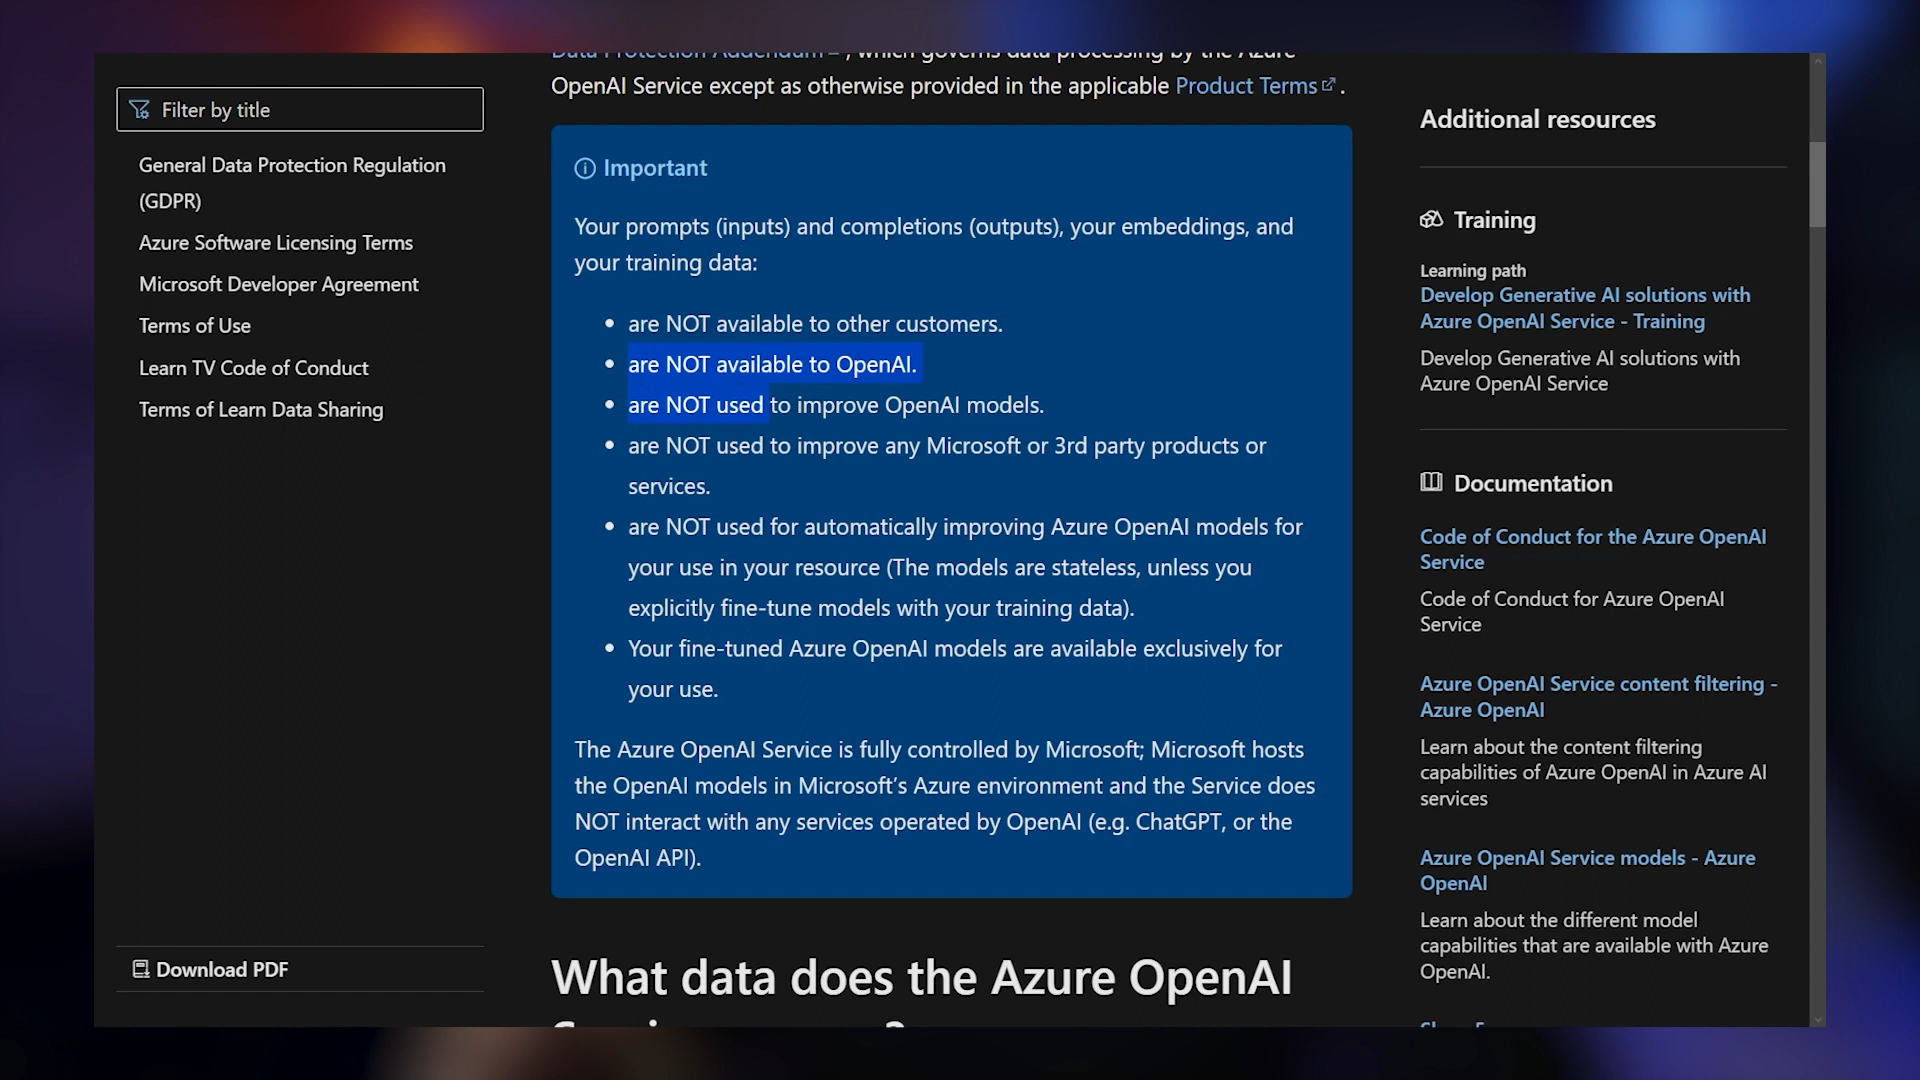 Data Protection Addendum , which governs data processing by the Azure
OpenAI Service except as otherwise provided in the applicable Product Terms .
Filter by title
General Data Protection Regulation
(GDPR)
Azure Software Licensing Terms
Microsoft Developer Agreement
Terms of Use
Learn TV Code of Conduct
Terms of Learn Data Sharing
Download PDF
Important
Your prompts (inputs) and completions (outputs), your embeddings, and
your training data:
• are NOT available to other customers.
• are NOT available to OpenAI.
• are NOT used to improve OpenAI models.
• are NOT used to improve any Microsoft or 3rd party products or
services.
• are NOT used for automatically improving Azure OpenAI models for
your use in your resource (The models are stateless, unless you
explicitly fine-tune models with your training data).
• Your fine-tuned Azure OpenAI models are available exclusively for
your use.
The Azure OpenAI Service is fully controlled by Microsoft; Microsoft hosts
the OpenAI models in Microsoft’s Azure environment and the Service does
NOT interact with any services operated by OpenAI (e.g. ChatGPT, or the
OpenAI API).
What data does the Azure OpenAI
Additional resources
Training
Learning path
Develop Generative AI solutions with
Azure OpenAI Service - Training
Develop Generative AI solutions with
Azure OpenAI Service
Documentation
Code of Conduct for the Azure OpenAI
Service
Code of Conduct for Azure OpenAI
Service
Azure OpenAI Service content filtering -
Azure OpenAI
Learn about the content filtering
capabilities of Azure OpenAI in Azure AI
services
Azure OpenAI Service models - Azure
OpenAI
Learn about the different model
capabilities that are available with Azure
OpenAI.